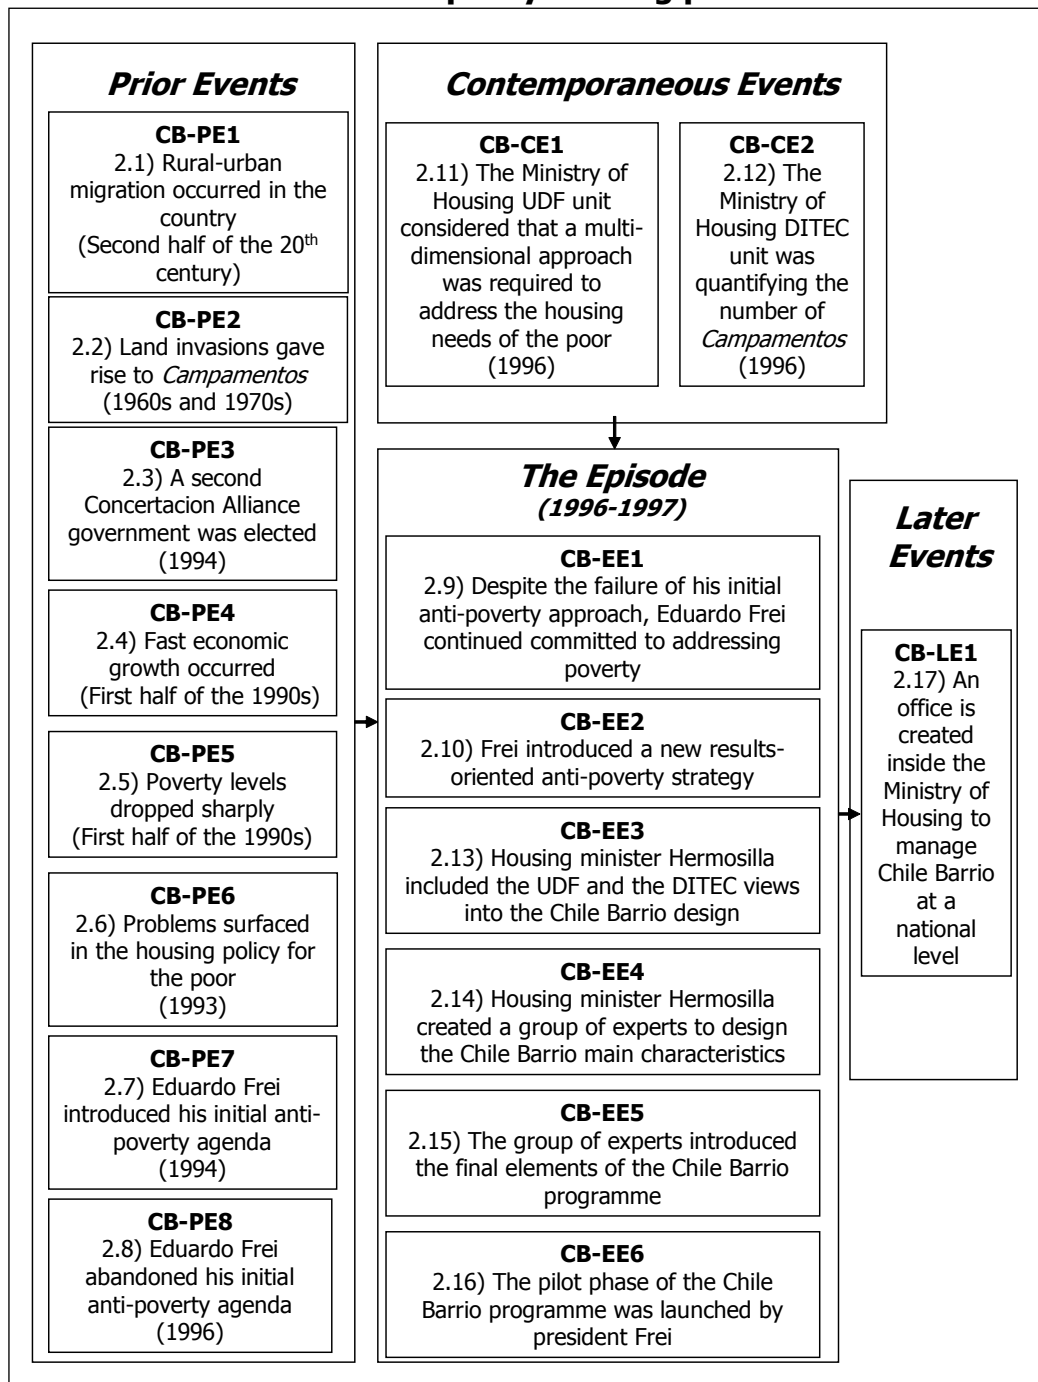 Prior Events
CB-PE1
2.1) Rural-urban
migration occurred in the
country
(Second half of the 20th
century)
CB-PE2
2.2) Land invasions gave
rise to Campamentos
(1960s and 1970s)
CB-PE3
2.3) A second
Concertacion Alliance
government was elected
(1994)
CB-PE4
2.4) Fast economic
growth occurred
(First half of the 1990s)
CB-PE5
2.5) Poverty levels
dropped sharply
(First half of the 1990s)
CB-PE6
2.6) Problems surfaced
in the housing policy for
the poor
(1993)
CB-PE7
2.7) Eduardo Frei
introduced his initial anti-
poverty agenda
(1994)
CB-PE8
2.8) Eduardo Frei
abandoned his initial
anti-poverty agenda
(1996)
Contemporaneous Events
CB-CE1
2.11) The Ministry of
Housing UDF unit
considered that a multi-
dimensional approach
was required to
address the housing
needs of the poor
(1996)
CB-CE2
2.12) The
Ministry of
Housing DITEC
unit was
quantifying the
number of
Campamentos
(1996)
The Episode
(1996-1997)
CB-EE1
2.9) Despite the failure of his initial
anti-poverty approach, Eduardo Frei
continued committed to addressing
poverty
CB-EE2
2.10) Frei introduced a new results-
oriented anti-poverty strategy
CB-EE3
2.13) Housing minister Hermosilla
included the UDF and the DITEC views
into the Chile Barrio design
CB-EE4
2.14) Housing minister Hermosilla
created a group of experts to design
the Chile Barrio main characteristics
CB-EE5
2.15) The group of experts introduced
the final elements of the Chile Barrio
programme
CB-EE6
2.16) The pilot phase of the Chile
Barrio programme was launched by
president Frei
Later
Events
CB-LE1
2.17) An
office is
created
inside the
Ministry of
Housing to
manage
Chile Barrio
at a
national
level